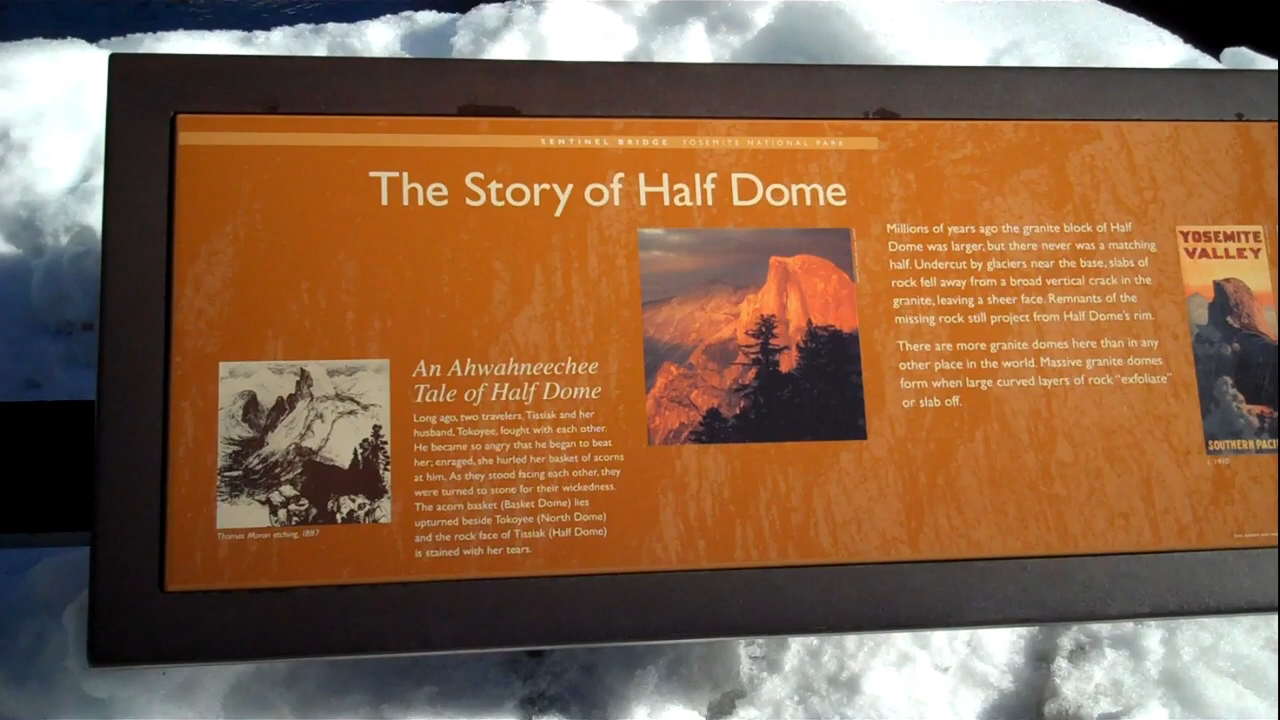 SENTINEL BRIDGE YOSEMITE NATIONAL PARK
The Story of Half Dome
An Ahwahneechee
Tale of Half Dome
Long ago, two travelers, Tissiak and her
husband, Tokoyee, fought with each other.
He became so angry that he began to beat
her; enraged, she hurled her basket of acorns
at him. As they stood facing each other, they
were turned to stone for their wickedness.
The acorn basket (Basket Dome) lies
upturned beside Tokoyee (North Dome)
and the rock face of Tissiak (Half Dome)
is stained with her tears.
Thomas Moran etching, 1887
Millions of years ago the granite block of Half
Dome was larger, but there never was a matching
half. Undercut by glaciers near the base, slabs of
rock fell away from a broad vertical crack in the
granite, leaving a sheer face. Remnants of the
missing rock still project from Half Dome's rim.
There are more granite domes here than in any
other place in the world. Massive granite domes
form when large curved layers of rock "exfoliate"
or slab off.
YOSEMITE
VALLEY
SOUTHERN PACI